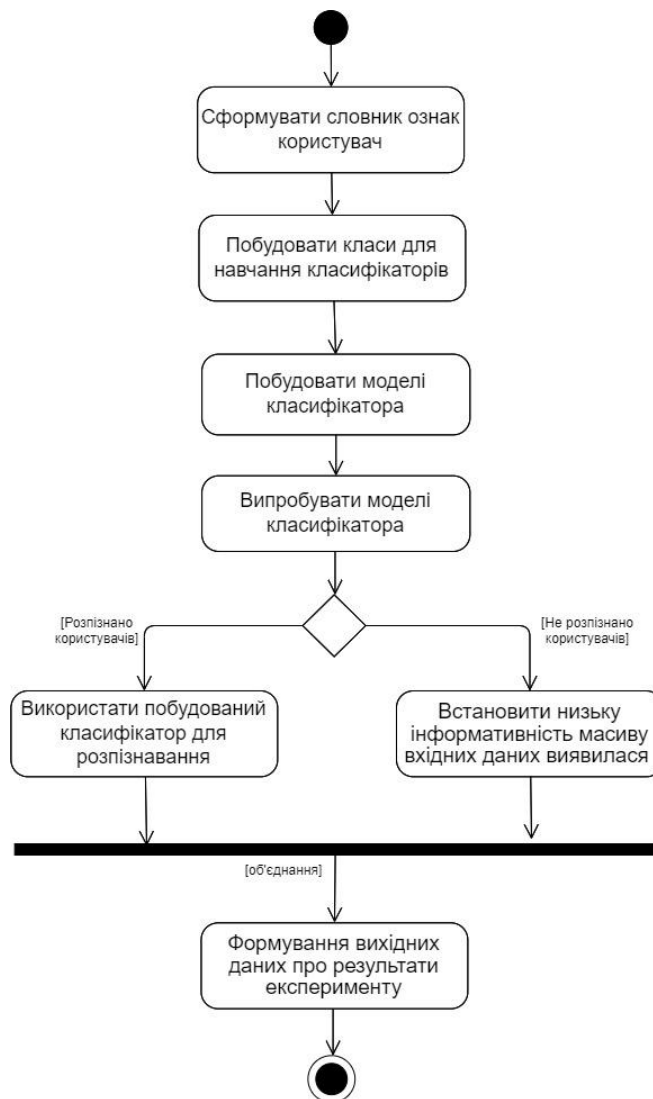 Сформувати словник ознак
користувач
Побудовати класи для
навчання класифікаторів
Побудовати моделі
класифікатора
Випробувати моделі
класифікатора
[Розпізнано
користувачів]
[Не розпізнано
користувачів]
Використати побудований
класифікатор для
розпізнавання
Встановити низьку
інформативність масиву
вхідних даних виявилася
[об'єднання]
Формування вихідних
даних про результати
експерименту